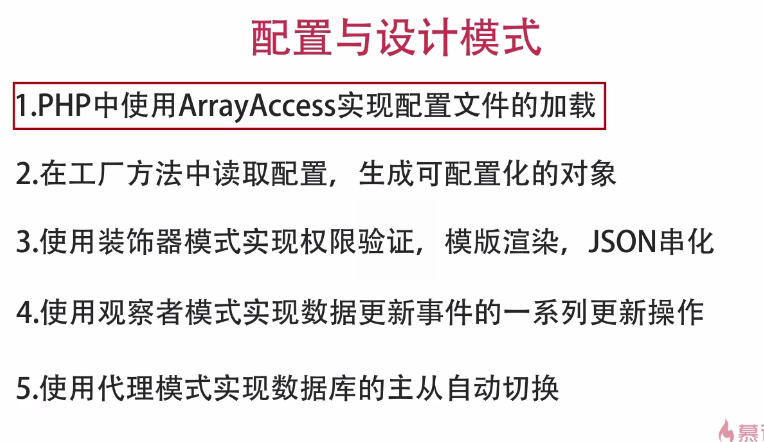 配置与设计模式
1.PHP中使用ArrayAccess实现配置文件的加载
2.在工厂方法中读取配置，生成可配置化的对象
3.使用装饰器模式实现权限验证，模版渲染，JSON串化
4.使用观察者模式实现数据更新事件的一系列更新操作
5.使用代理模式实现数据库的主从自动切换
慕